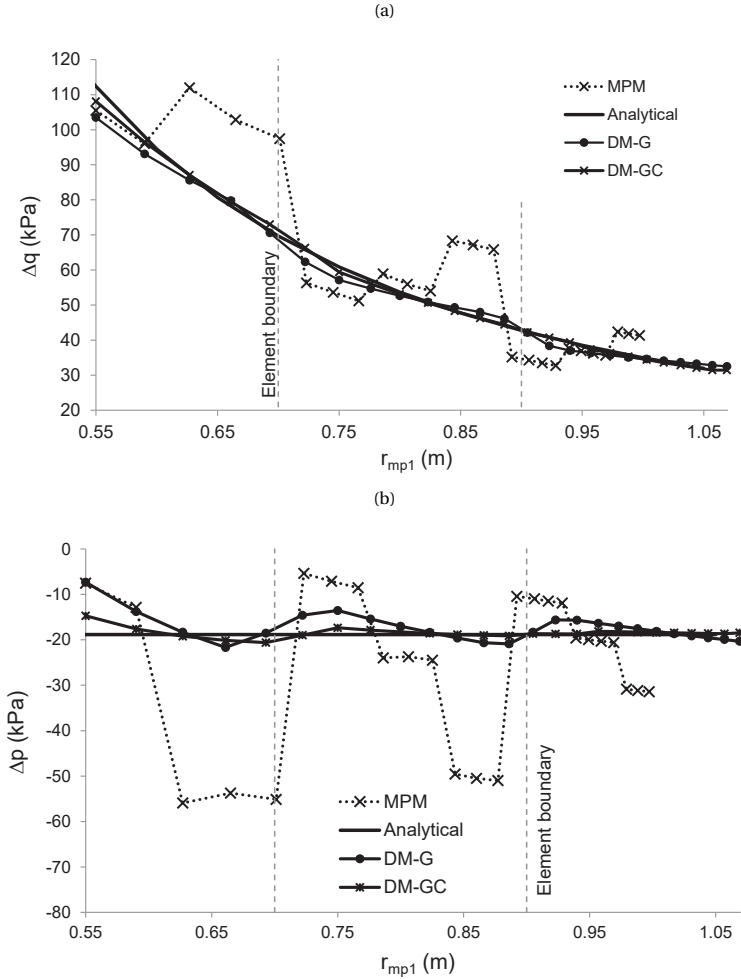 (a)
120
110
100
90
80
70
60
50
40
30
20
Δq (kPa)
MPM
Analytical
DM-G
DM-GC
Element boundary
0.55 0.65 0.75 0.85 0.95 1.05
r_mp1 (m)
(b)
0
-10
-20
-30
-40
-50
-60
-70
-80
Δp (kPa)
MPM
Analytical
DM-G
DM-GC
Element boundary
0.55 0.65 0.75 0.85 0.95 1.05
r_mp1 (m)